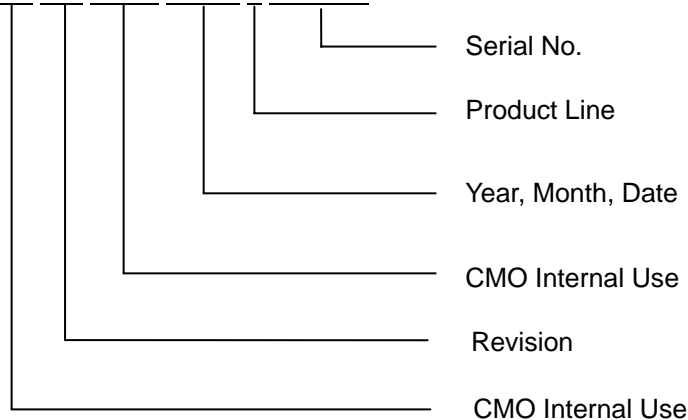 Serial No.
Product Line
Year, Month, Date
CMO Internal Use
Revision
CMO Internal Use